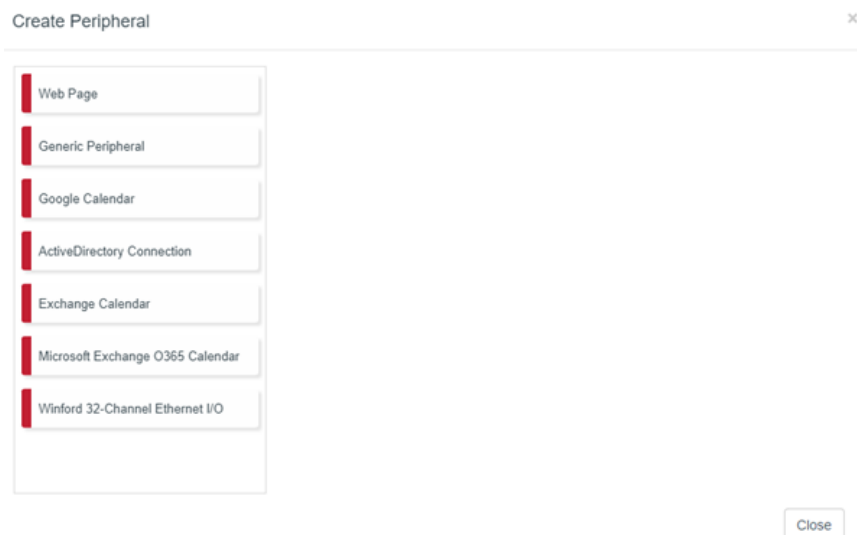 Create Peripheral
×
Web Page
Generic Peripheral
Google Calendar
ActiveDirectory Connection
Exchange Calendar
Microsoft Exchange O365 Calendar
Winford 32-Channel Ethernet I/O
Close